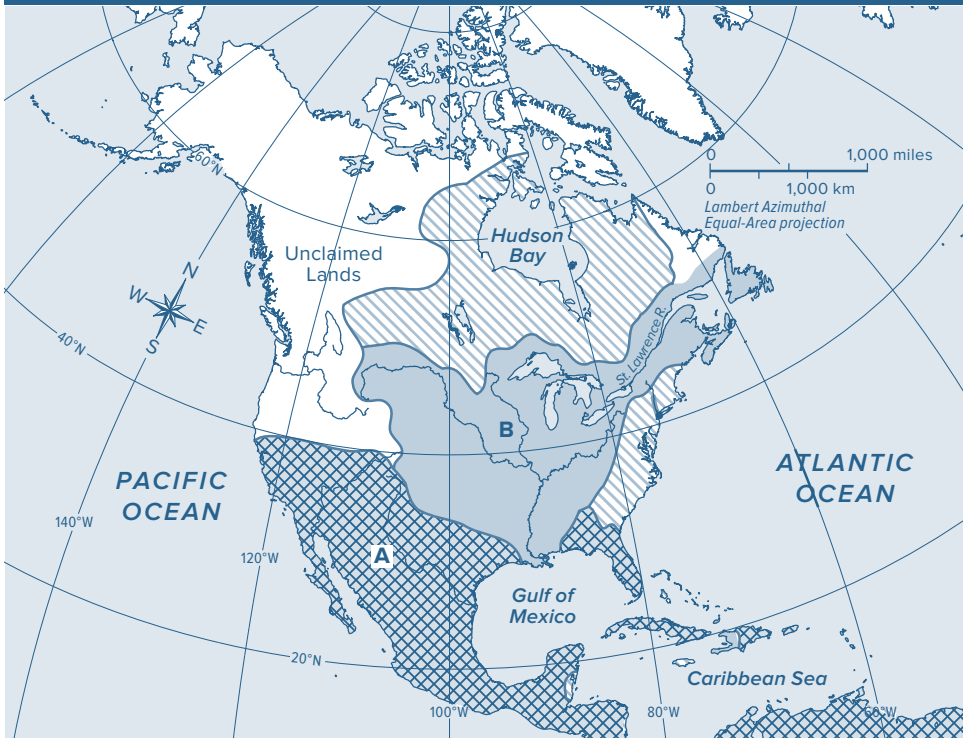 60°N
0
1,000 miles
0
1,000 km
Lambert Azimuthal
Equal-Area projection
Hudson
Bay
Unclaimed
Lands
N
W
E
S
40°N
St. Lawrence R.
B
PACIFIC
OCEAN
ATLANTIC
OCEAN
140°W
120°W
A
Gulf of
Mexico
20°N
Caribbean Sea
100°W
80°W
60°W